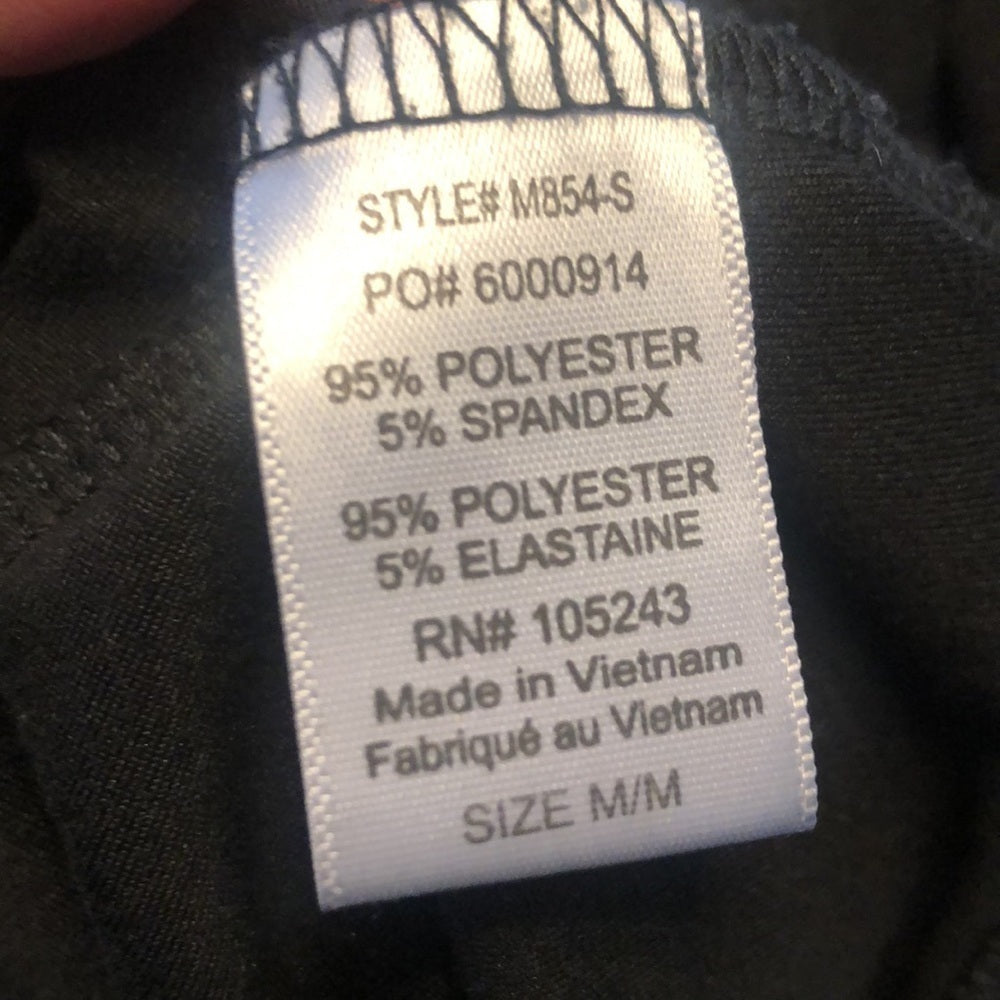 STYLE# M854-S
PO# 6000914
95% POLYESTER
5% SPANDEX
95% POLYESTER
5% ELASTAINE
RN# 105243
Made in Vietnam
Fabriqué au Vietnam
SIZE M/M